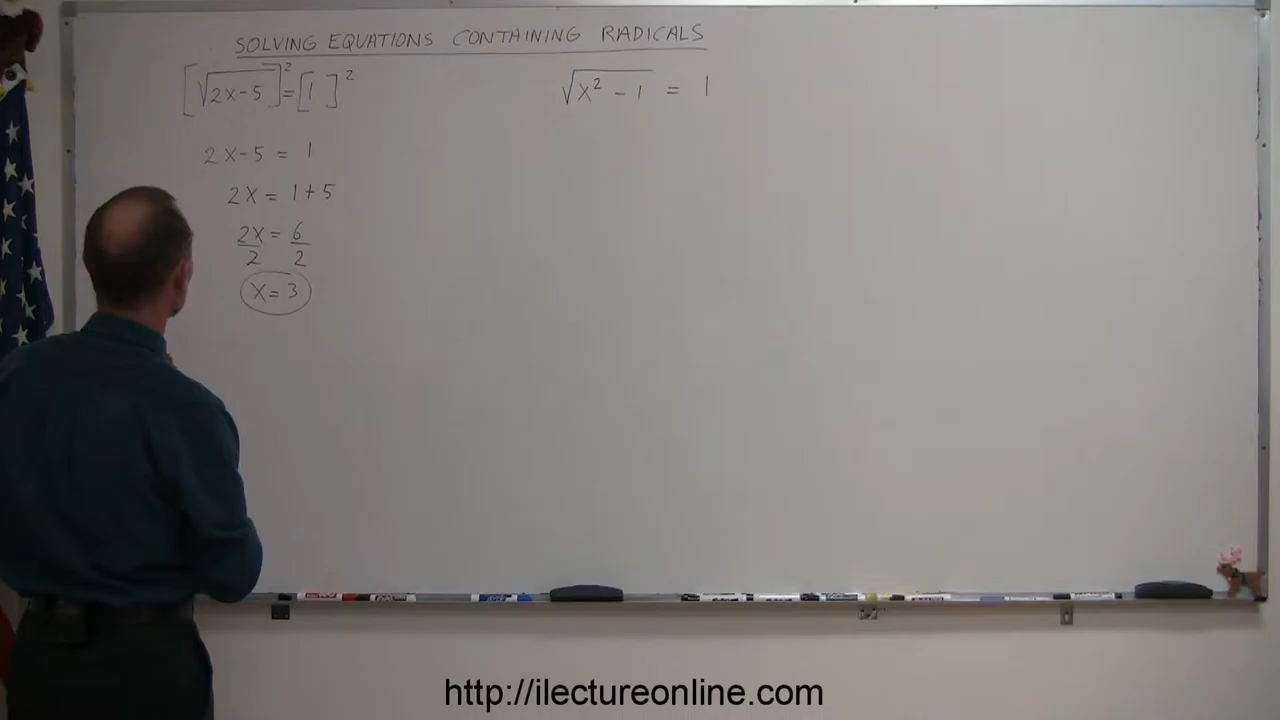 SOLVING EQUATIONS CONTAINING RADICALS
[√(2x-5)]² = [1]²
2x-5 = 1
2x = 1+5
2x/2 = 6/2
x = 3
√(x² - 1) = 1
http://ilectureonline.com